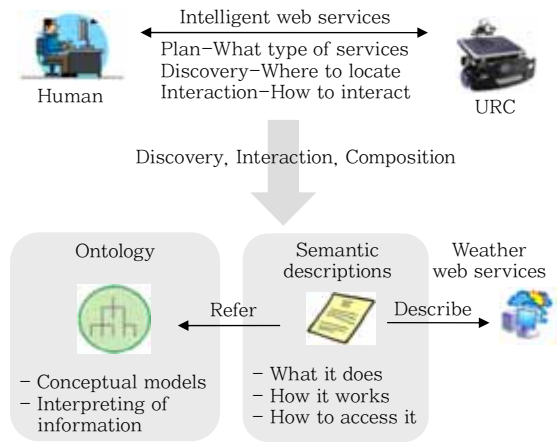 Intelligent web services
Plan-What type of services
Discovery-Where to locate
Interaction-How to interact
Human
URC
Discovery, Interaction, Composition
Ontology
Semantic
descriptions
Weather
web services
Refer
Describe
- Conceptual models
- Interpreting of
information
- What it does
- How it works
- How to access it